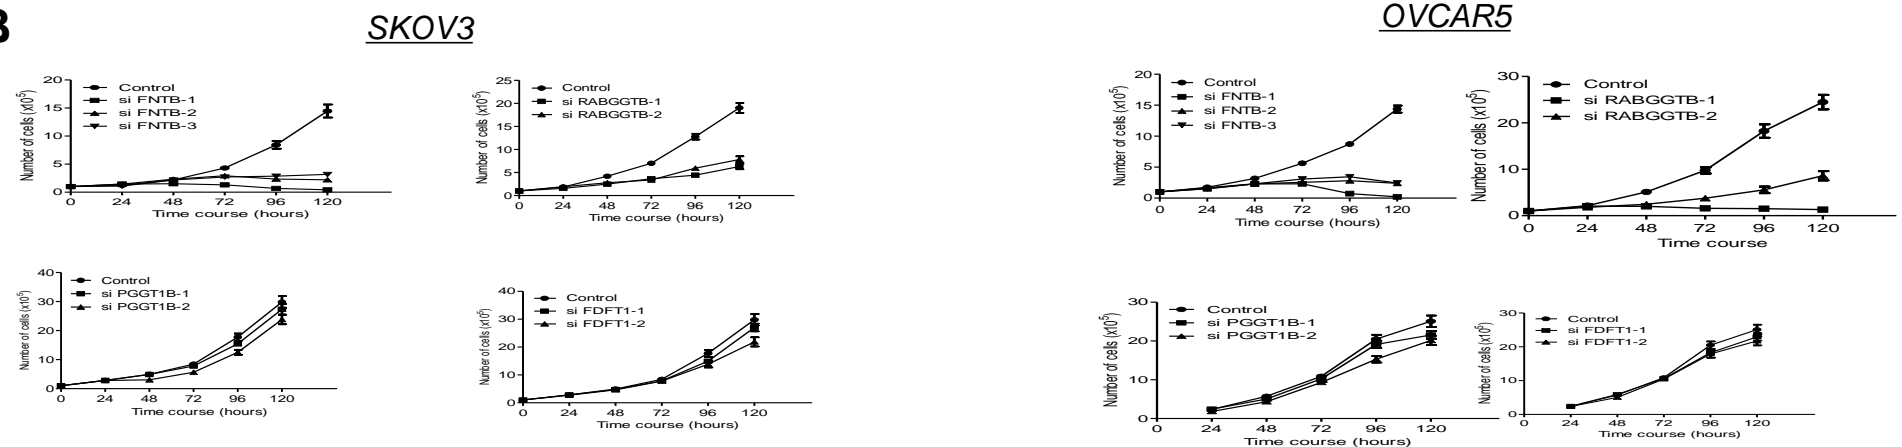 B
SKOV3
OVCAR5
Number of cells (x10⁵)
20
15
10
5
0
Control
si FNTB-1
si FNTB-2
si FNTB-3
0 24 48 72 96 120
Time course (hours)
Number of cells (x10⁵)
25
20
15
10
5
0
Control
si RABGGTB-1
si RABGGTB-2
0 24 48 72 96 120
Time course (hours)
Number of cells (x10⁵)
20
15
10
5
0
Control
si FNTB-1
si FNTB-2
si FNTB-3
0 24 48 72 96 120
Time course (hours)
Number of cells (x10⁵)
30
20
10
0
Control
si RABGGTB-1
si RABGGTB-2
0 24 48 72 96 120
Time course
Number of cells (x10⁵)
40
30
20
10
0
Control
si PGGT1B-1
si PGGT1B-2
0 24 48 72 96 120
Time course (hours)
Number of cells (x10⁵)
40
30
20
10
0
Control
si FDFT1-1
si FDFT1-2
0 24 48 72 96 120
Time course (hours)
Number of cells (x10⁵)
30
20
10
0
Control
si PGGT1B-1
si PGGT1B-2
0 24 48 72 96 120
Time course (hours)
Number of cells (x10⁵)
30
20
10
0
Control
si FDFT1-1
si FDFT1-2
0 24 48 72 96 120
Time course (hours)